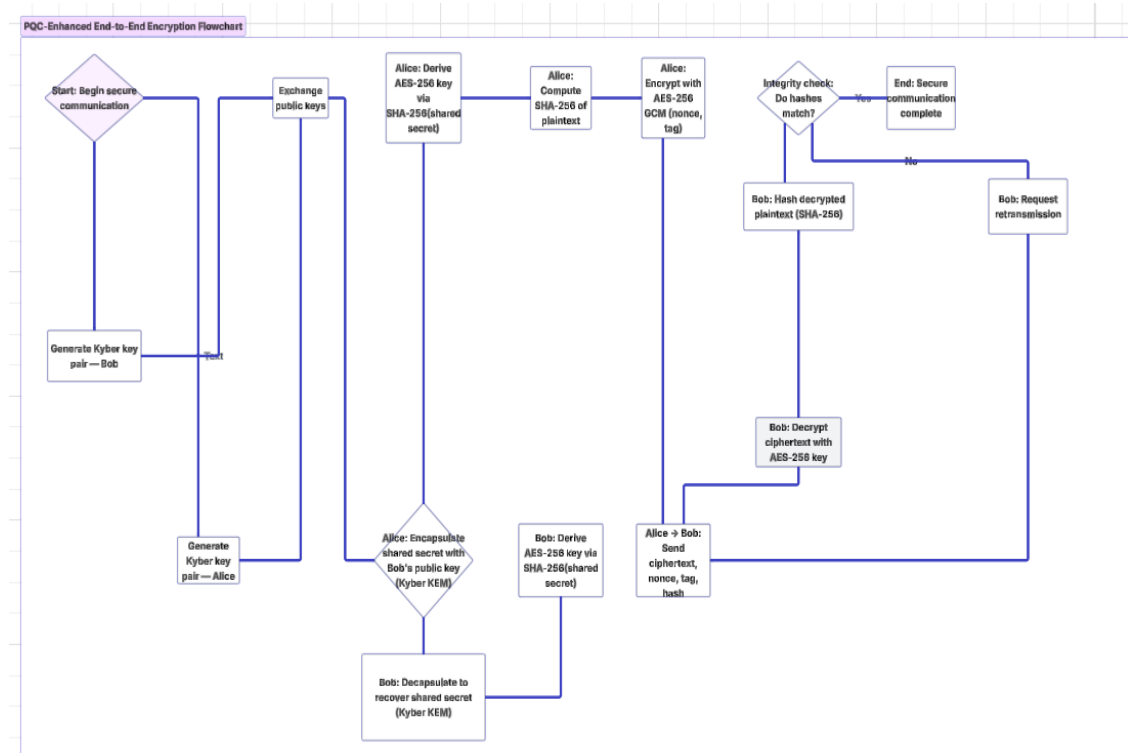 PQC-Enhanced End-to-End Encryption Flowchart
Start: Begin secure
communication
Exchange
public keys
Alice: Derive
AES-256 key
via
SHA-256(shared
secret)
Alice:
Compute
SHA-256 of
plaintext
Alice:
Encrypt with
AES-256
GCM (nonce,
tag)
Integrity check:
Do hashes
match?
Yes
End: Secure
communication
complete
No
Bob: Hash decrypted
plaintext (SHA-256)
Bob: Request
retransmission
Generate Kyber key
pair — Bob
Text
Bob: Decrypt
ciphertext with
AES-256 key
Generate
Kyber key
pair — Alice
Alice: Encapsulate
shared secret with
Bob's public key
(Kyber KEM)
Bob: Derive
AES-256 key via
SHA-256(shared
secret)
Alice → Bob:
Send
ciphertext,
nonce, tag,
hash
Bob: Decapsulate to
recover shared secret
(Kyber KEM)